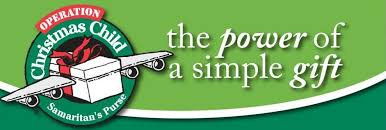 OPERATION
Christmas Child
Samaritan's Purse
the power of
a simple gift